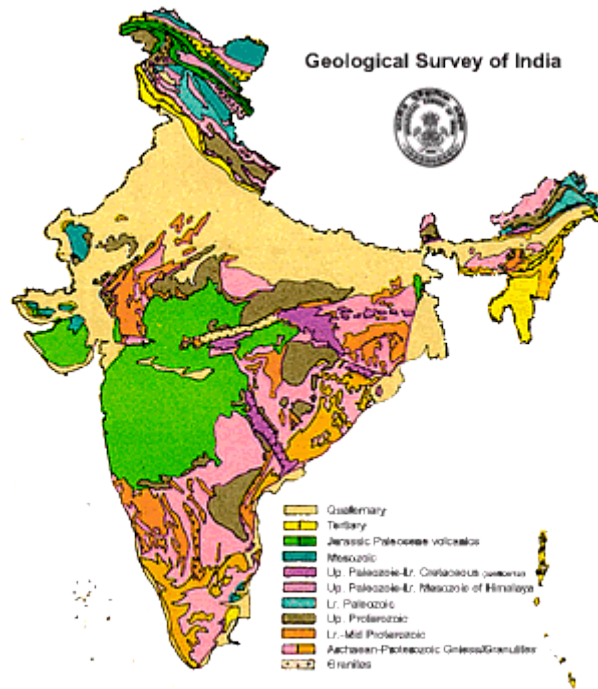 Geological Survey of India
Quaternary
Tertiary
Jurassic Paleocene volcanics
Mesozoic
Up. Paleozoic-Lr. Cretaceous
Up. Paleozoic-Lr. Mesozoic of Himalaya
Lr. Paleozoic
Up. Proterozoic
Lr.-Mid Proterozoic
Archaean-Proterozoic Gneiss/Granulites
Granites